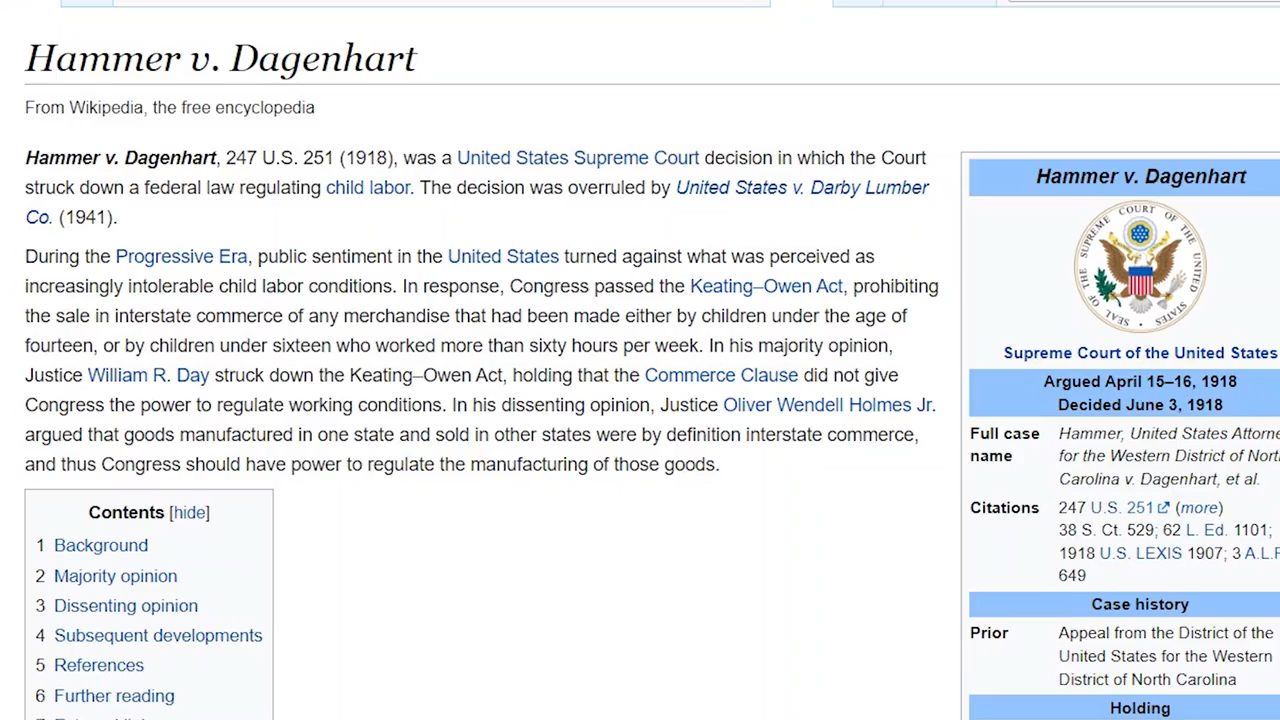 Hammer v. Dagenhart
From Wikipedia, the free encyclopedia
Hammer v. Dagenhart, 247 U.S. 251 (1918), was a United States Supreme Court decision in which the Court
struck down a federal law regulating child labor. The decision was overruled by United States v. Darby Lumber
Co. (1941).
During the Progressive Era, public sentiment in the United States turned against what was perceived as
increasingly intolerable child labor conditions. In response, Congress passed the Keating–Owen Act, prohibiting
the sale in interstate commerce of any merchandise that had been made either by children under the age of
fourteen, or by children under sixteen who worked more than sixty hours per week. In his majority opinion,
Justice William R. Day struck down the Keating–Owen Act, holding that the Commerce Clause did not give
Congress the power to regulate working conditions. In his dissenting opinion, Justice Oliver Wendell Holmes Jr.
argued that goods manufactured in one state and sold in other states were by definition interstate commerce,
and thus Congress should have power to regulate the manufacturing of those goods.
Contents [hide]
1 Background
2 Majority opinion
3 Dissenting opinion
4 Subsequent developments
5 References
6 Further reading
Hammer v. Dagenhart
SEAL OF THE SUPREME COURT OF THE UNITED STATES
Supreme Court of the United States
Argued April 15–16, 1918
Decided June 3, 1918
Full case name
Hammer, United States Attorne
for the Western District of Nort
Carolina v. Dagenhart, et al.
Citations 247 U.S. 251 (more)
38 S. Ct. 529; 62 L. Ed. 1101;
1918 U.S. LEXIS 1907; 3 A.L.
649
Case history
Prior Appeal from the District of the
United States for the Western
District of North Carolina
Holding